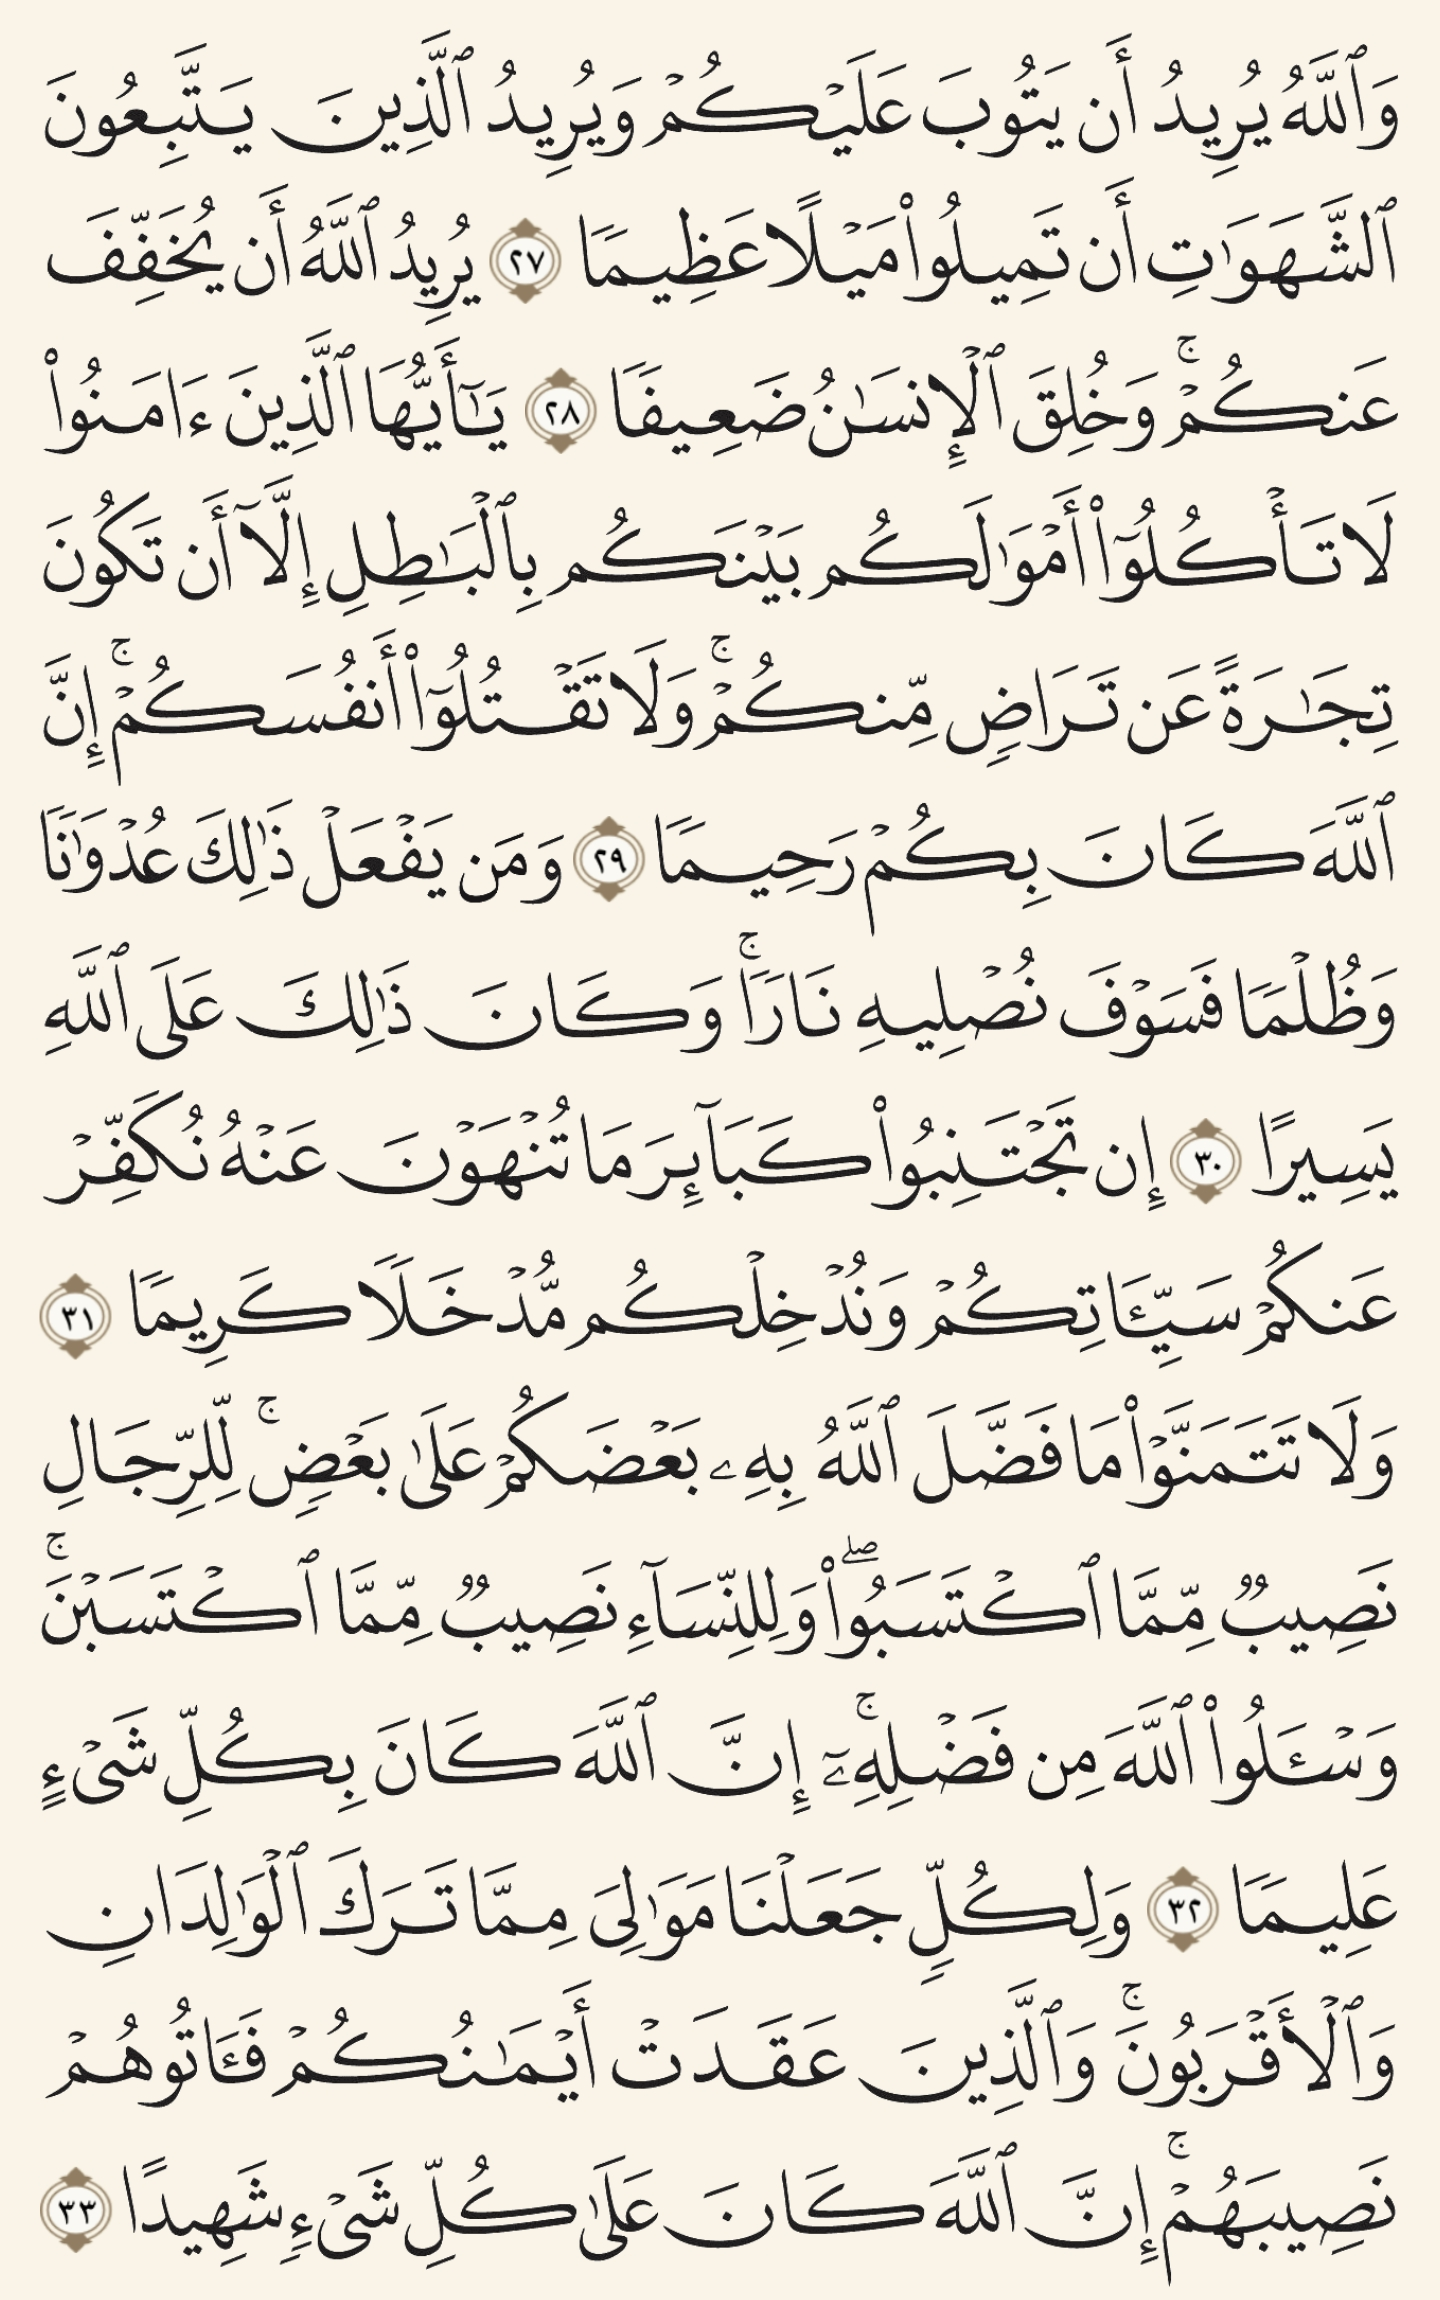 وَٱللَّهُ يُرِيدُ أَن يَتُوبَ عَلَيْكُمْ وَيُرِيدُ ٱلَّذِينَ يَتَّبِعُونَ
ٱلشَّهَوَٰتِ أَن تَمِيلُوا۟ مَيْلًا عَظِيمًا ٢٧ يُرِيدُ ٱللَّهُ أَن يُخَفِّفَ
عَنكُمْ ۚ وَخُلِقَ ٱلْإِنسَـٰنُ ضَعِيفًا ٢٨ يَـٰٓأَيُّهَا ٱلَّذِينَ ءَامَنُوا۟
لَا تَأْكُلُوٓا۟ أَمْوَٰلَكُم بَيْنَكُم بِٱلْبَـٰطِلِ إِلَّآ أَن تَكُونَ
تِجَـٰرَةً عَن تَرَاضٍ مِّنكُمْ ۚ وَلَا تَقْتُلُوٓا۟ أَنفُسَكُمْ ۚ إِنَّ
ٱللَّهَ كَانَ بِكُمْ رَحِيمًا ٢٩ وَمَن يَفْعَلْ ذَٰلِكَ عُدْوَٰنًا
وَظُلْمًا فَسَوْفَ نُصْلِيهِ نَارًا ۚ وَكَانَ ذَٰلِكَ عَلَى ٱللَّهِ
يَسِيرًا ٣٠ إِن تَجْتَنِبُوا۟ كَبَآئِرَ مَا تُنْهَوْنَ عَنْهُ نُكَفِّرْ
عَنكُمْ سَيِّـَٔاتِكُمْ وَنُدْخِلْكُم مُّدْخَلًا كَرِيمًا ٣١
وَلَا تَتَمَنَّوْا۟ مَا فَضَّلَ ٱللَّهُ بِهِۦ بَعْضَكُمْ عَلَىٰ بَعْضٍ ۚ لِّلرِّجَالِ
نَصِيبٌ مِّمَّا ٱكْتَسَبُوا۟ ۖ وَلِلنِّسَآءِ نَصِيبٌ مِّمَّا ٱكْتَسَبْنَ ۚ
وَسْـَٔلُوا۟ ٱللَّهَ مِن فَضْلِهِۦٓ ۚ إِنَّ ٱللَّهَ كَانَ بِكُلِّ شَىْءٍ
عَلِيمًا ٣٢ وَلِكُلٍّ جَعَلْنَا مَوَٰلِىَ مِمَّا تَرَكَ ٱلْوَٰلِدَانِ
وَٱلْأَقْرَبُونَ ۚ وَٱلَّذِينَ عَقَدَتْ أَيْمَـٰنُكُمْ فَـَٔاتُوهُمْ
نَصِيبَهُمْ ۚ إِنَّ ٱللَّهَ كَانَ عَلَىٰ كُلِّ شَىْءٍ شَهِيدًا ٣٣